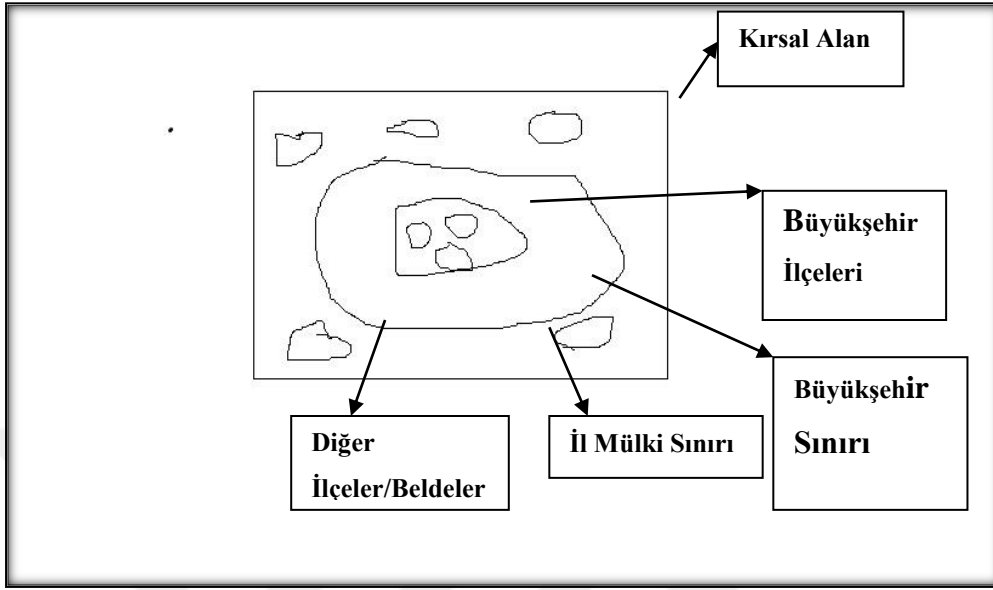 Kırsal Alan
Büyükşehir
İlçeleri
Büyükşehir
Sınırı
Diğer
İlçeler/Beldeler
İl Mülki Sınırı